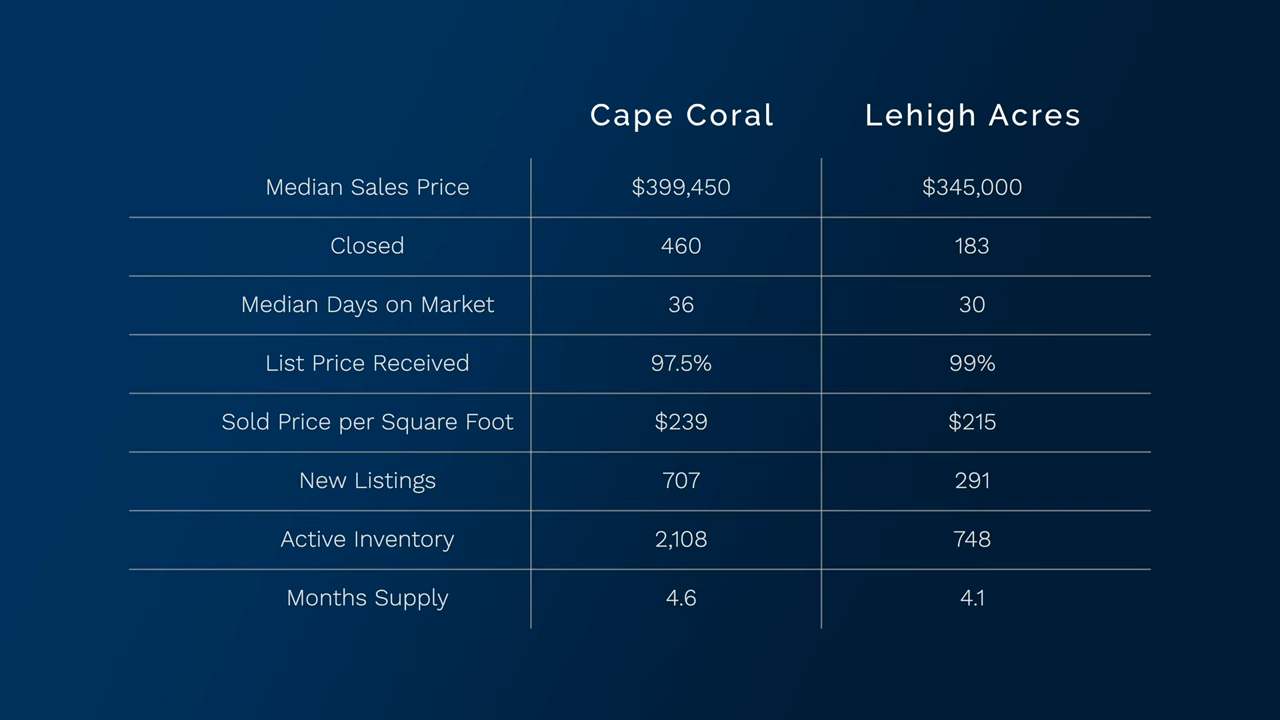 Cape Coral Lehigh Acres
Median Sales Price $399,450 $345,000
Closed 460 183
Median Days on Market 36 30
List Price Received 97.5% 99%
Sold Price per Square Foot $239 $215
New Listings 707 291
Active Inventory 2,108 748
Months Supply 4.6 4.1